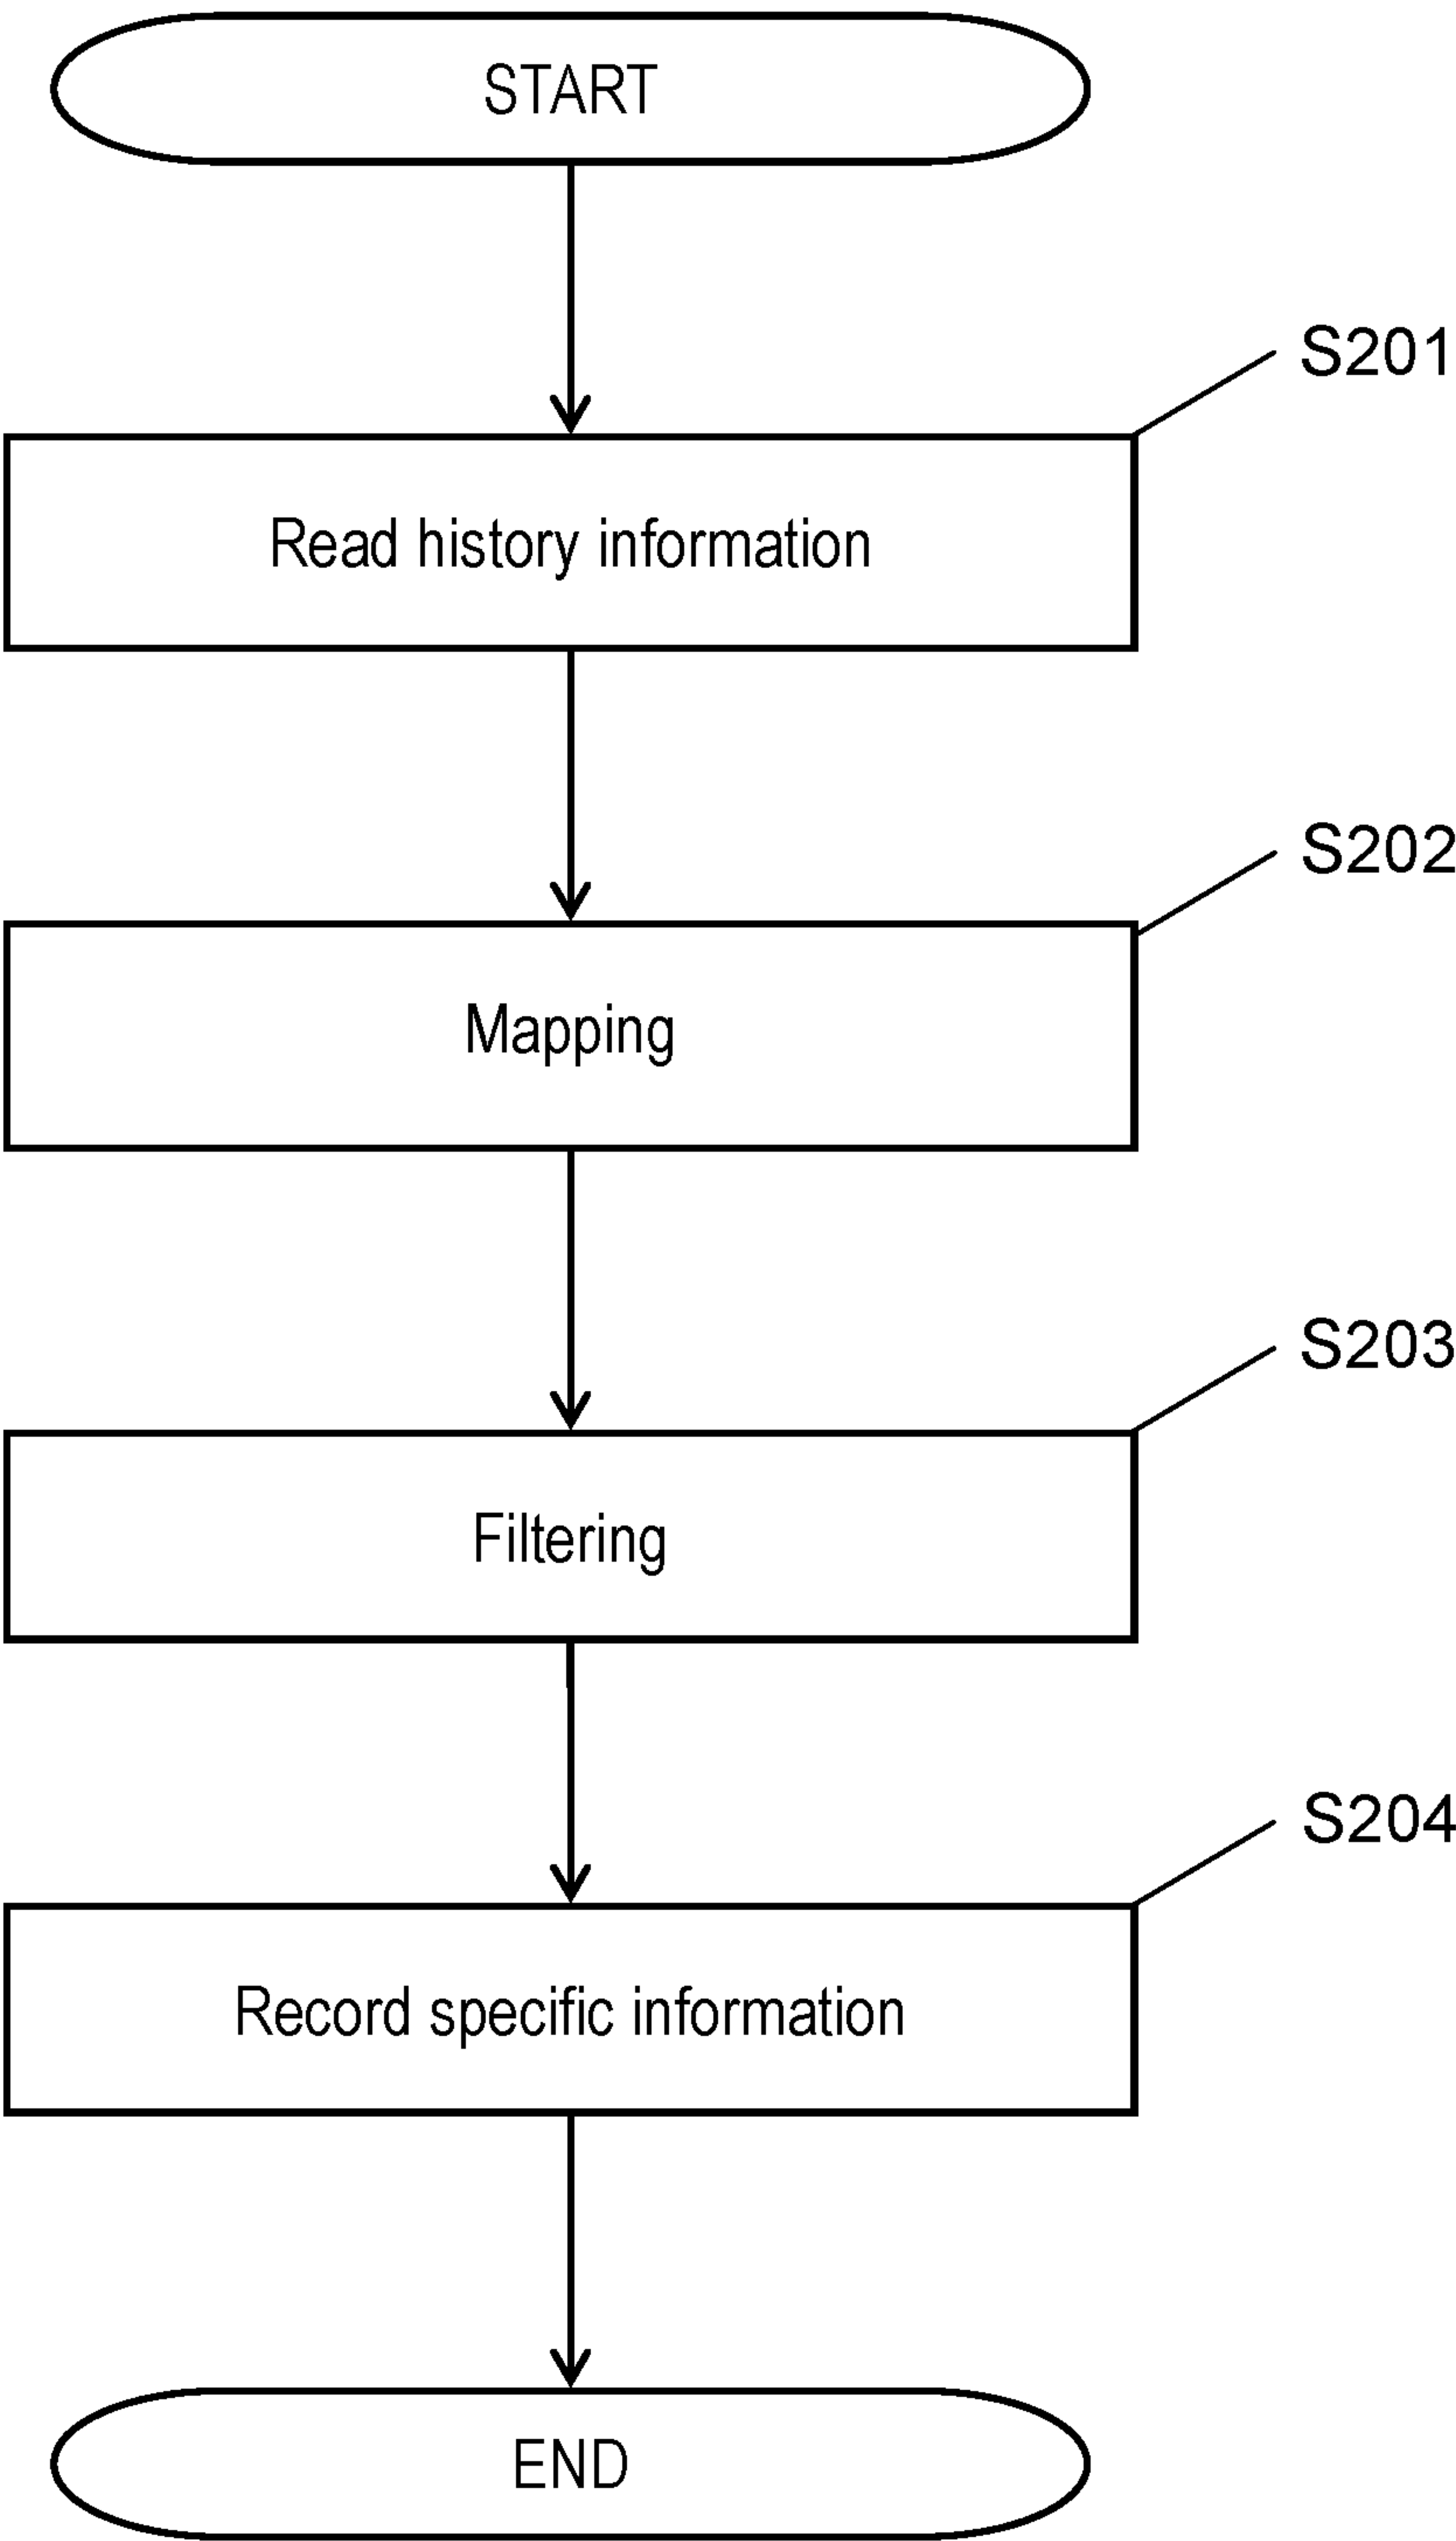 START
S201
Read history information
S202
Mapping
S203
Filtering
S204
Record specific information
END